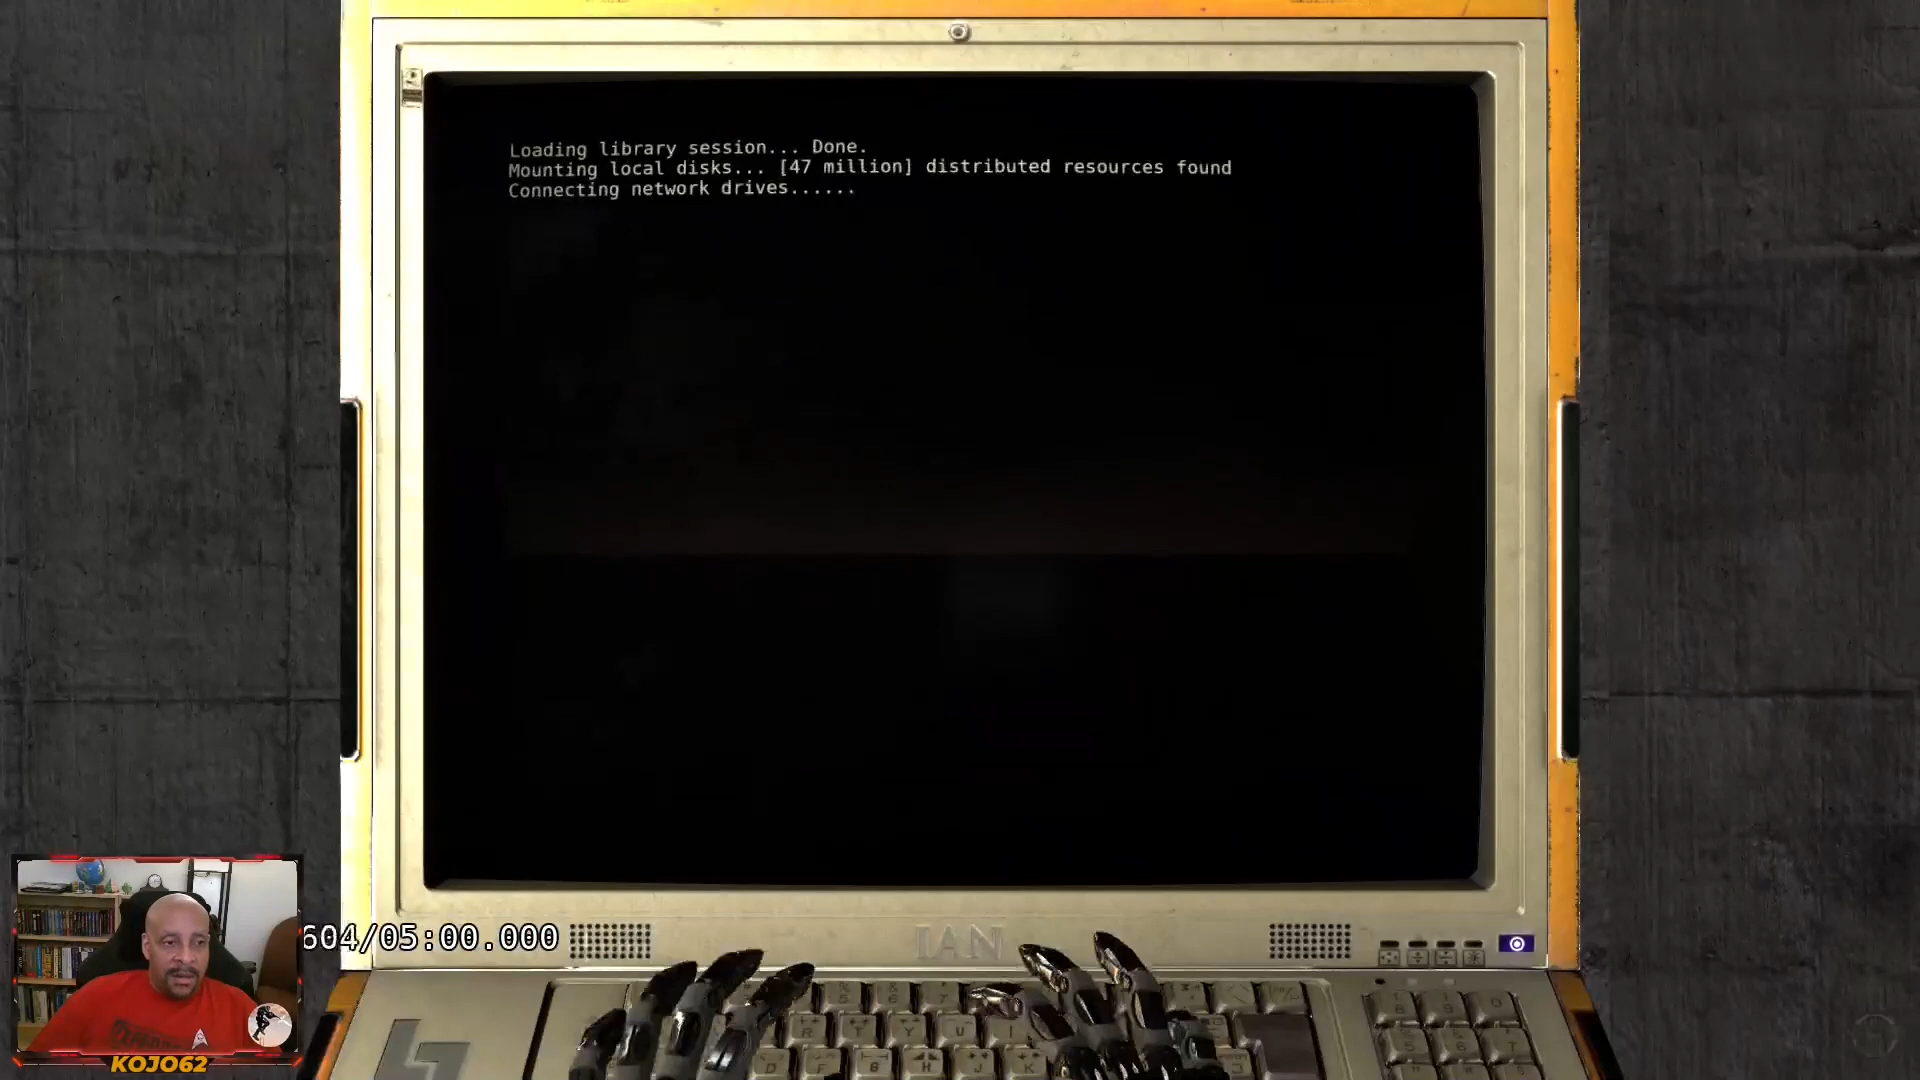 Loading library session... Done.
Mounting local disks... [47 million] distributed resources found
Connecting network drives......
604/05:00.000
IAN
KOJO62